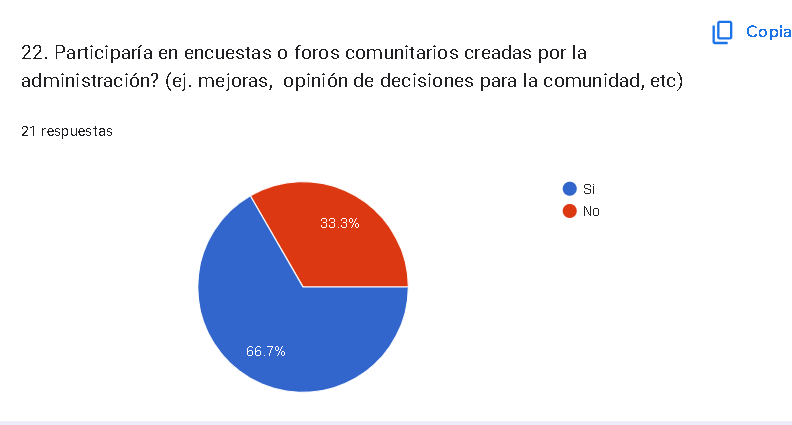 Copia
22. Participaría en encuestas o foros comunitarios creadas por la
administración? (ej. mejoras,  opinión de decisiones para la comunidad, etc)
21 respuestas
Si
No
33.3%
66.7%